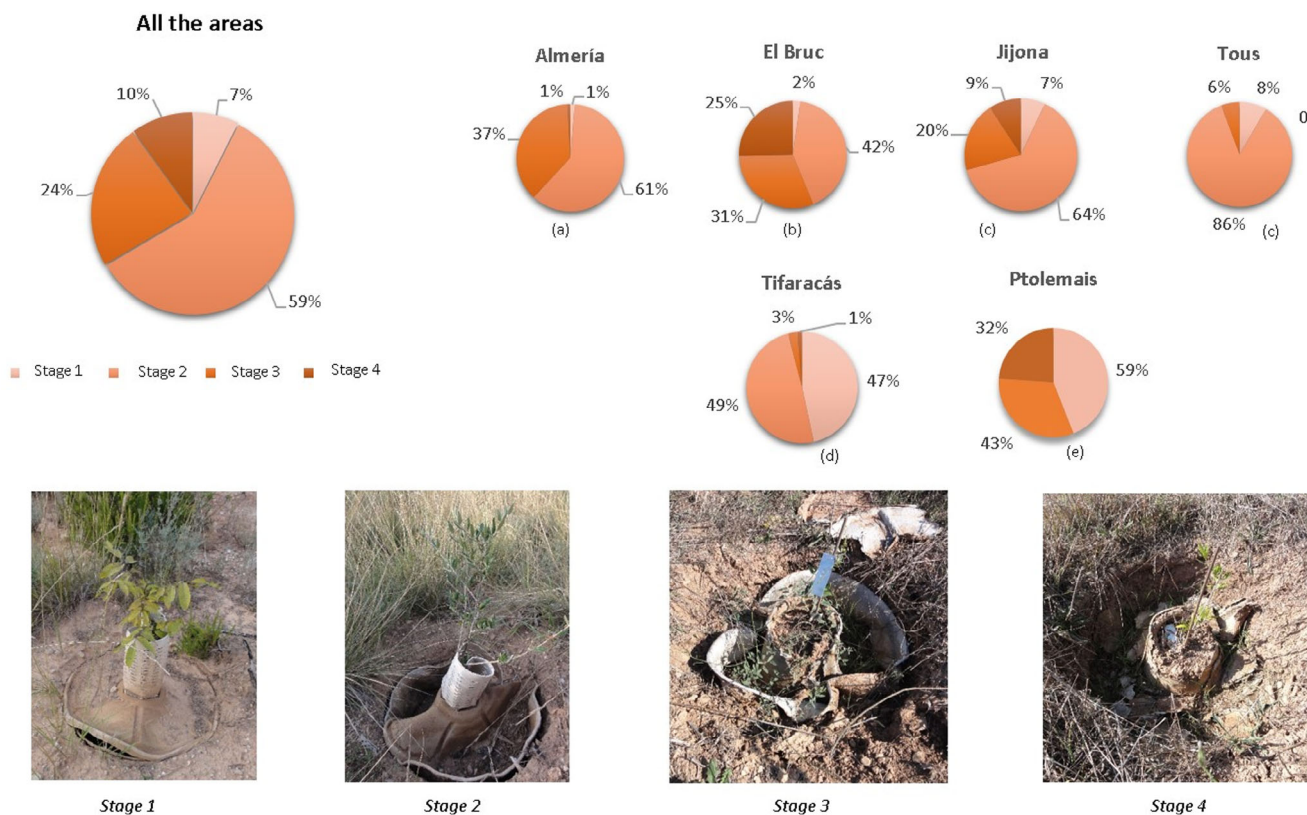 All the areas
10%
7%
24%
59%
Stage 1
Stage 2
Stage 3
Stage 4
Almería
1%
1%
37%
61%
(a)
El Bruc
2%
25%
42%
31%
(b)
Jijona
9%
7%
20%
64%
(c)
Tous
6%
8%
0
86%
(c)
Tifaracás
3%
1%
47%
49%
(d)
Ptolemais
32%
59%
43%
(e)
Stage 1
Stage 2
Stage 3
Stage 4